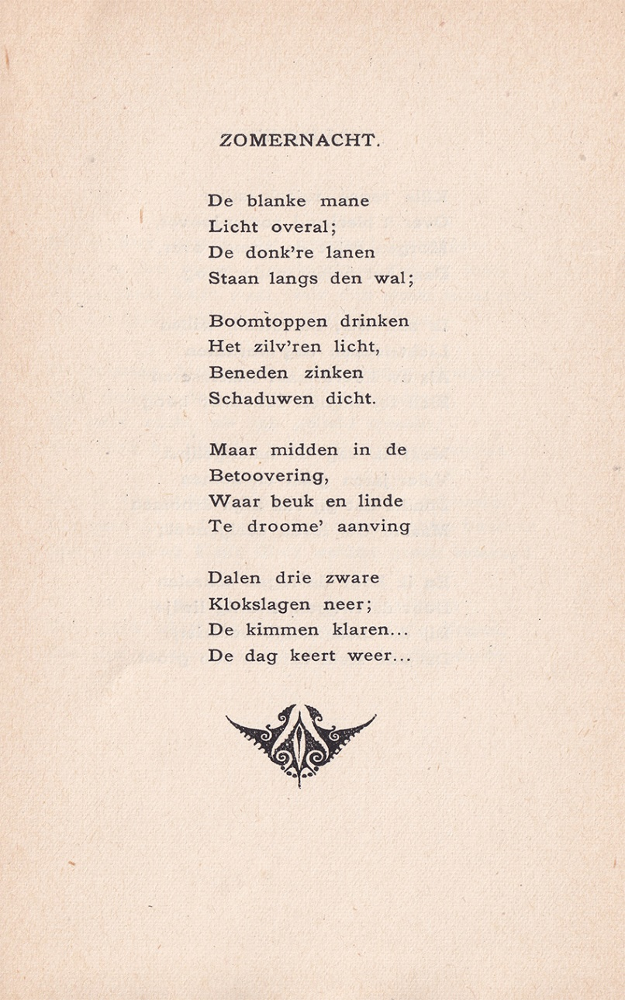 ZOMERNACHT.
De blanke mane
Licht overal;
De donk're lanen
Staan langs den wal;
Boomtoppen drinken
Het zilv'ren licht,
Beneden zinken
Schaduwen dicht.
Maar midden in de
Betoovering,
Waar beuk en linde
Te droome' aanving
Dalen drie zware
Klokslagen neer;
De kimmen klaren...
De dag keert weer...